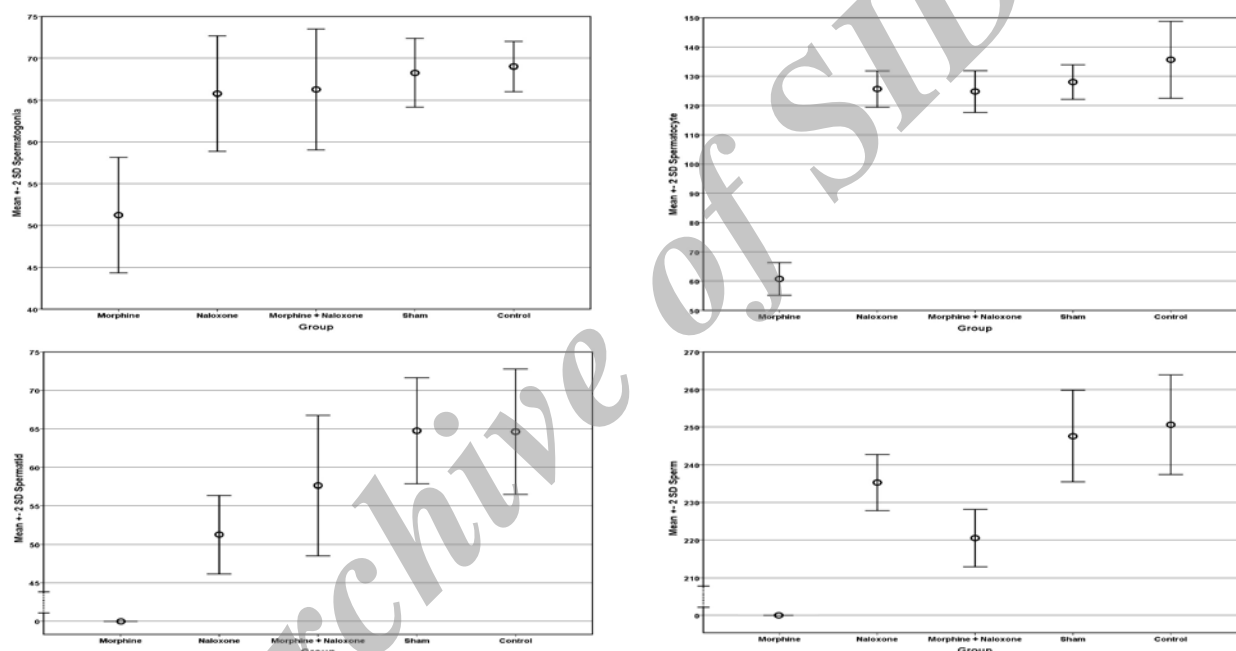 75
70
65
60
55
50
45
40
Mean +- 2 SD Spermatogonia
Morphine Naloxone Morphine + Naloxone Sham Control
Group
150
140
130
120
110
100
90
80
70
60
50
Mean +- 2 SD Spermatocyte
Morphine Naloxone Morphine + Naloxone Sham Control
Group
75
70
65
60
55
50
45
0
Mean +- 2 SD Spermatid
Morphine Naloxone Morphine + Naloxone Sham Control
Group
270
260
250
240
230
220
210
0
Mean +- 2 SD Sperm
Morphine Naloxone Morphine + Naloxone Sham Control
Group
Archive of SID